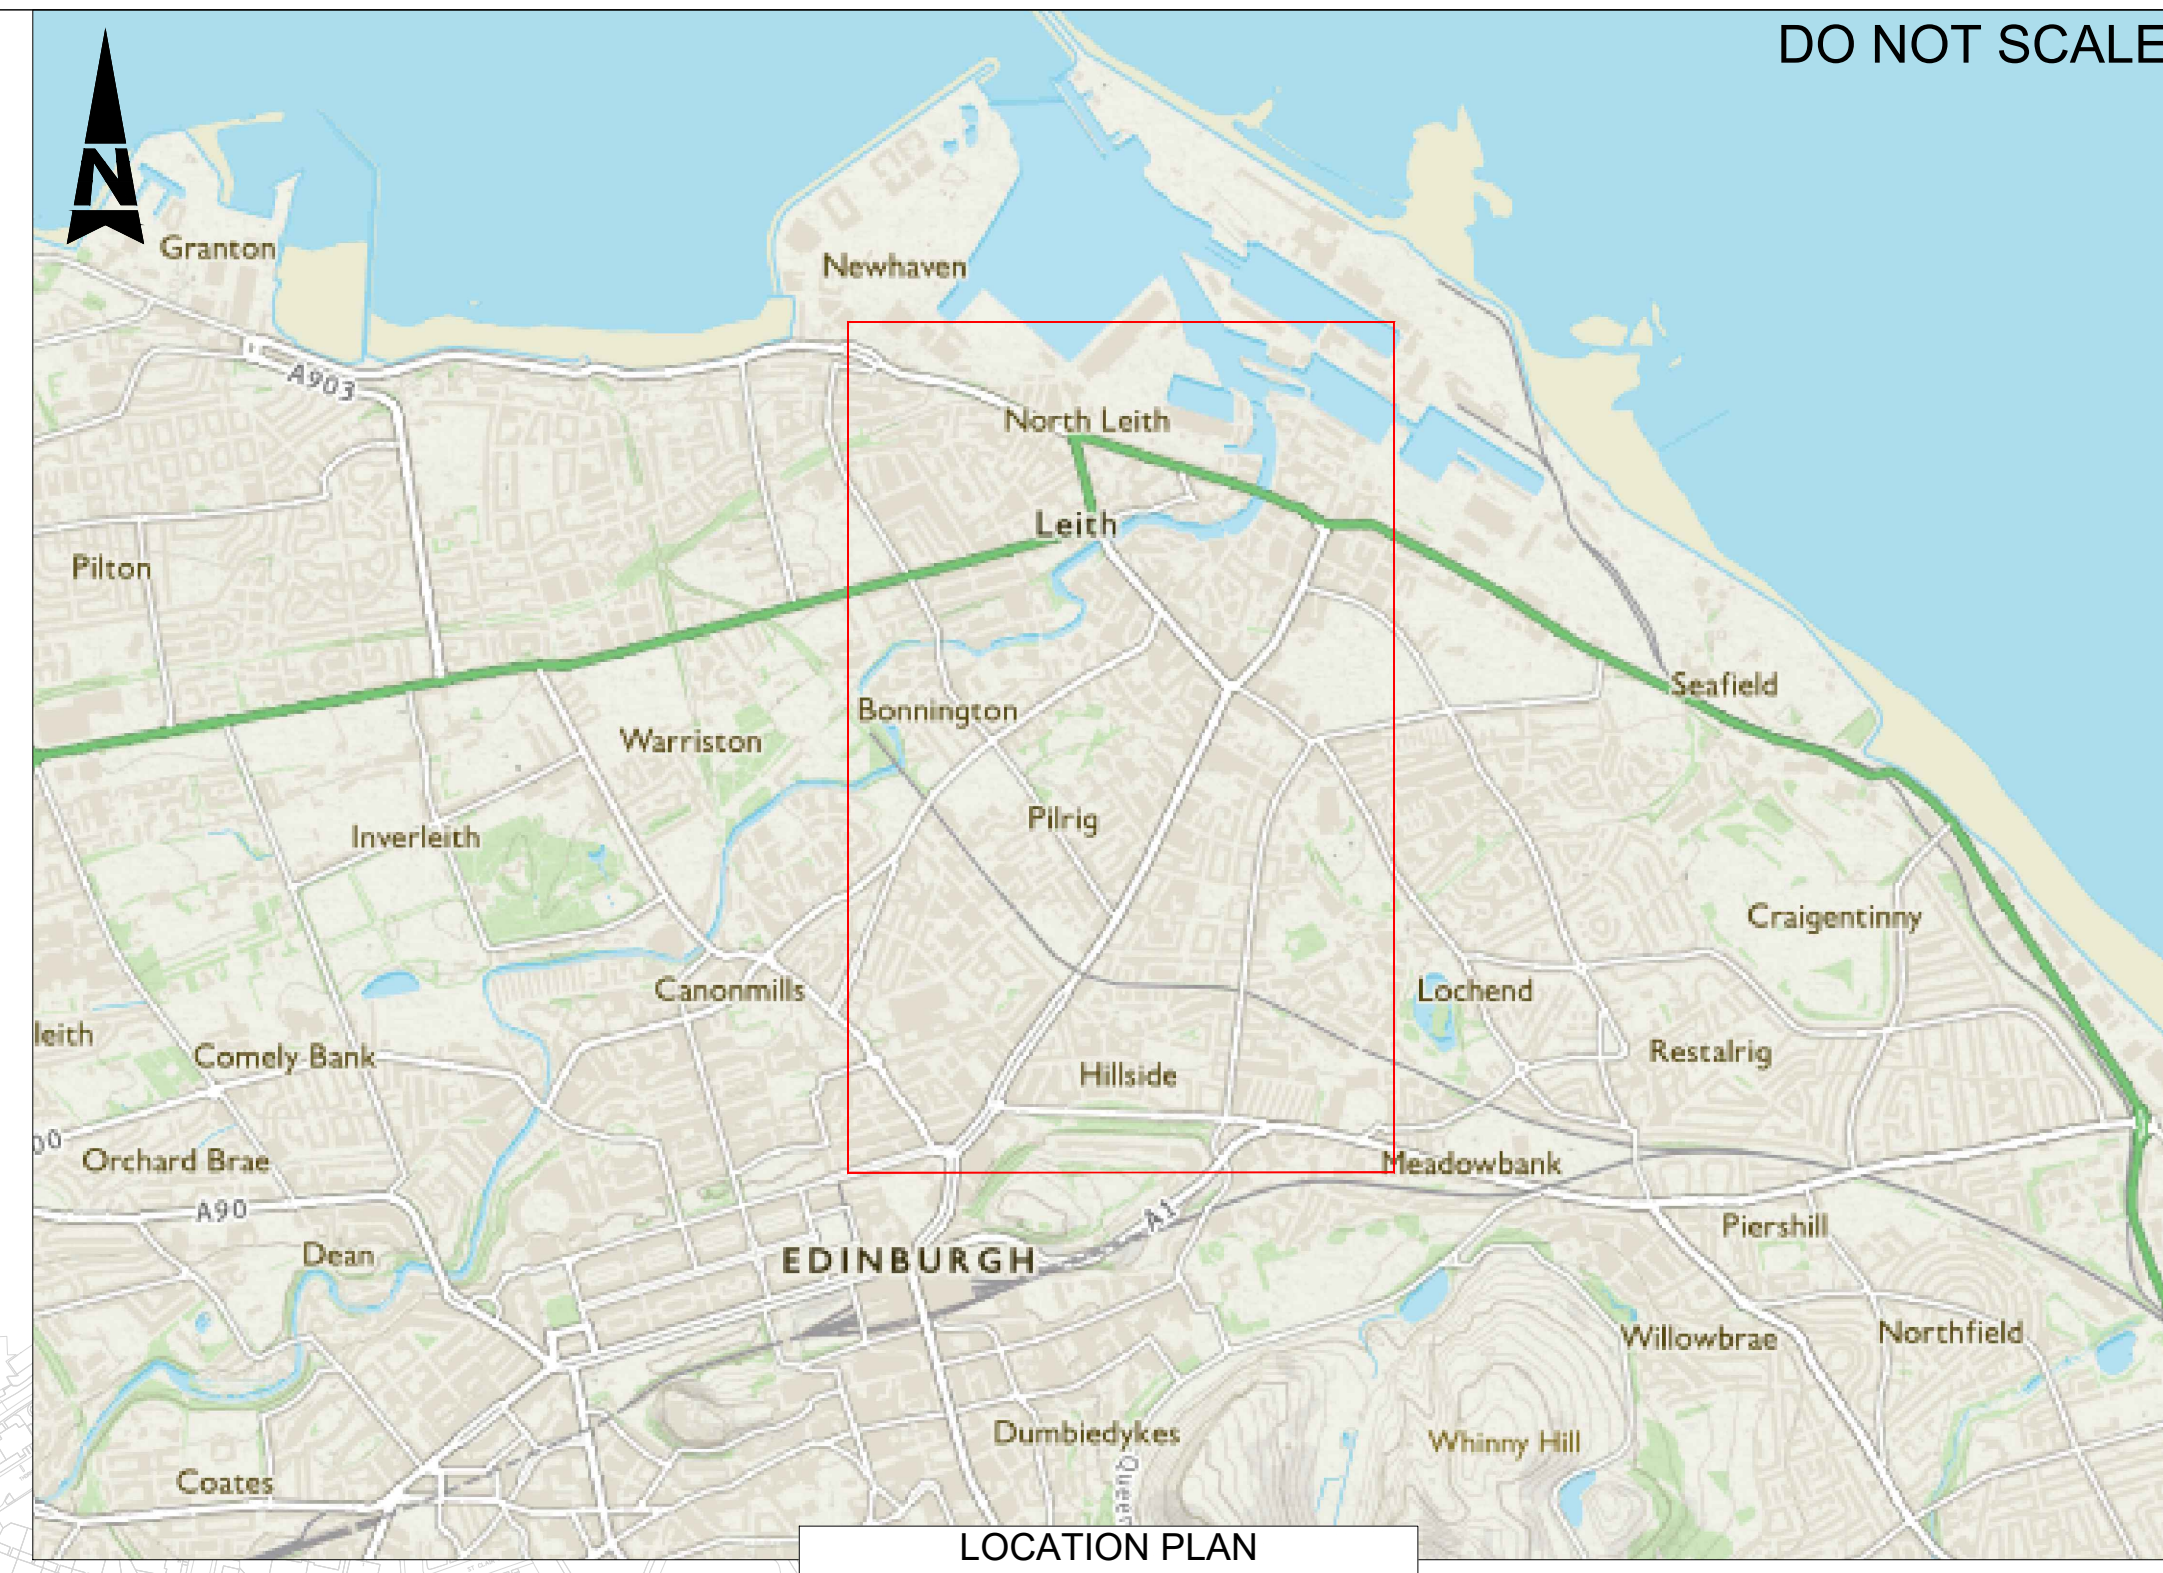 DO NOT SCALE
N
Granton
Newhaven
A903
North Leith
Leith
Pilton
Seafield
Bonnington
Warriston
Pilrig
Inverleith
Craigentinny
Canonmills
Lochend
leith
Comely Bank
Restalrig
Hillside
00
Orchard Brae
Meadowbank
A90
A1
Piershill
Dean
EDINBURGH
Willowbrae
Northfield
Dumbiedykes
Whinny Hill
Coates
LOCATION PLAN